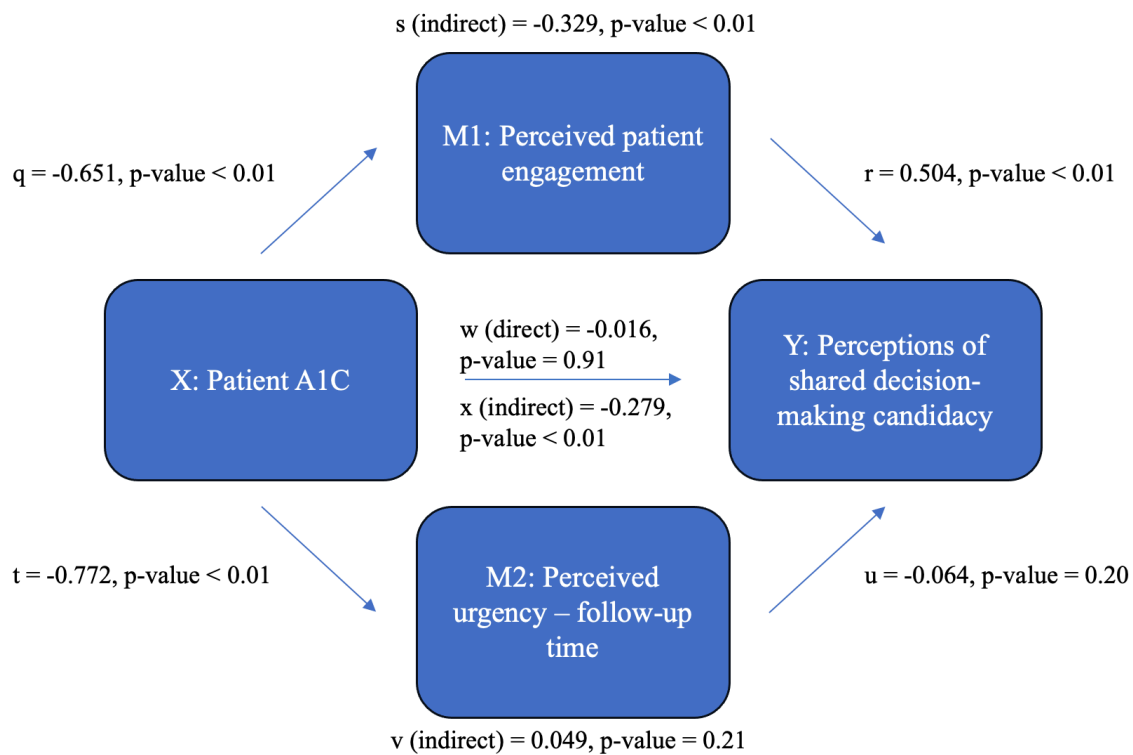 s (indirect) = -0.329, p-value < 0.01
M1: Perceived patient
engagement
q = -0.651, p-value < 0.01
r = 0.504, p-value < 0.01
X: Patient A1C
w (direct) = -0.016,
p-value = 0.91
x (indirect) = -0.279,
p-value < 0.01
Y: Perceptions of
shared decision-
making candidacy
t = -0.772, p-value < 0.01
M2: Perceived
urgency – follow-up
time
u = -0.064, p-value = 0.20
v (indirect) = 0.049, p-value = 0.21